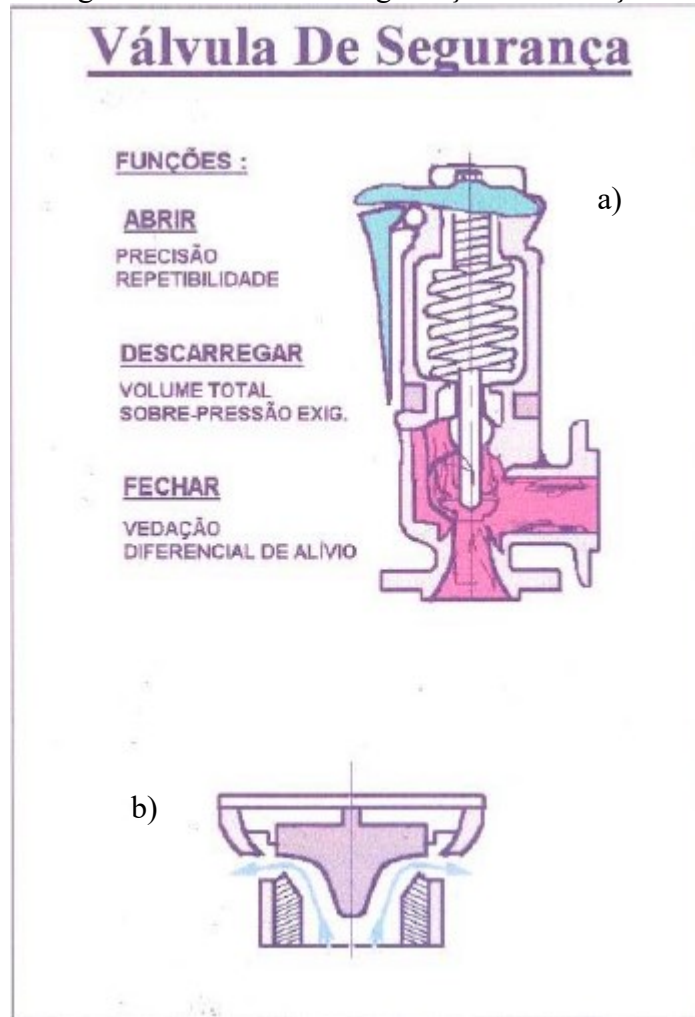 Válvula De Segurança
FUNÇÕES :
a)
ABRIR
PRECISÃO
REPETIBILIDADE
DESCARREGAR
VOLUME TOTAL
SOBRE-PRESSÃO EXIG.
FECHAR
VEDAÇÃO
DIFERENCIAL DE ALÍVIO
b)